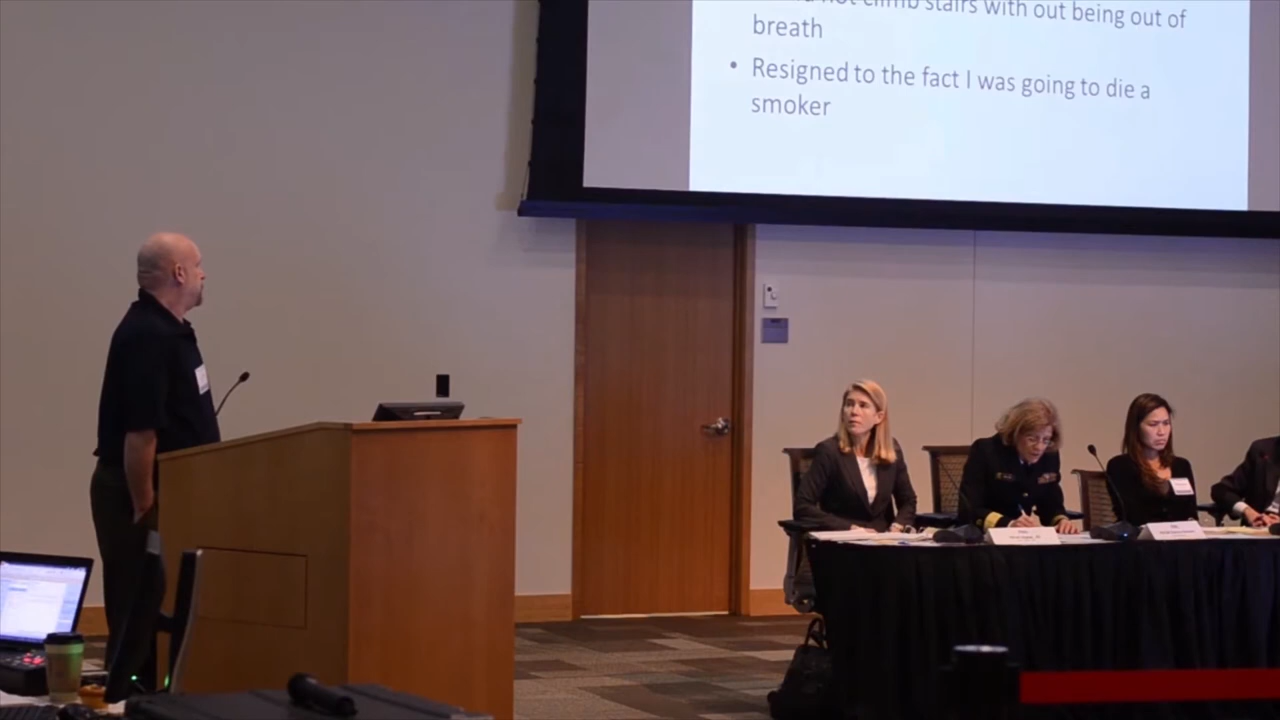 not climb stairs with out being out of
breath
• Resigned to the fact I was going to die a
smoker